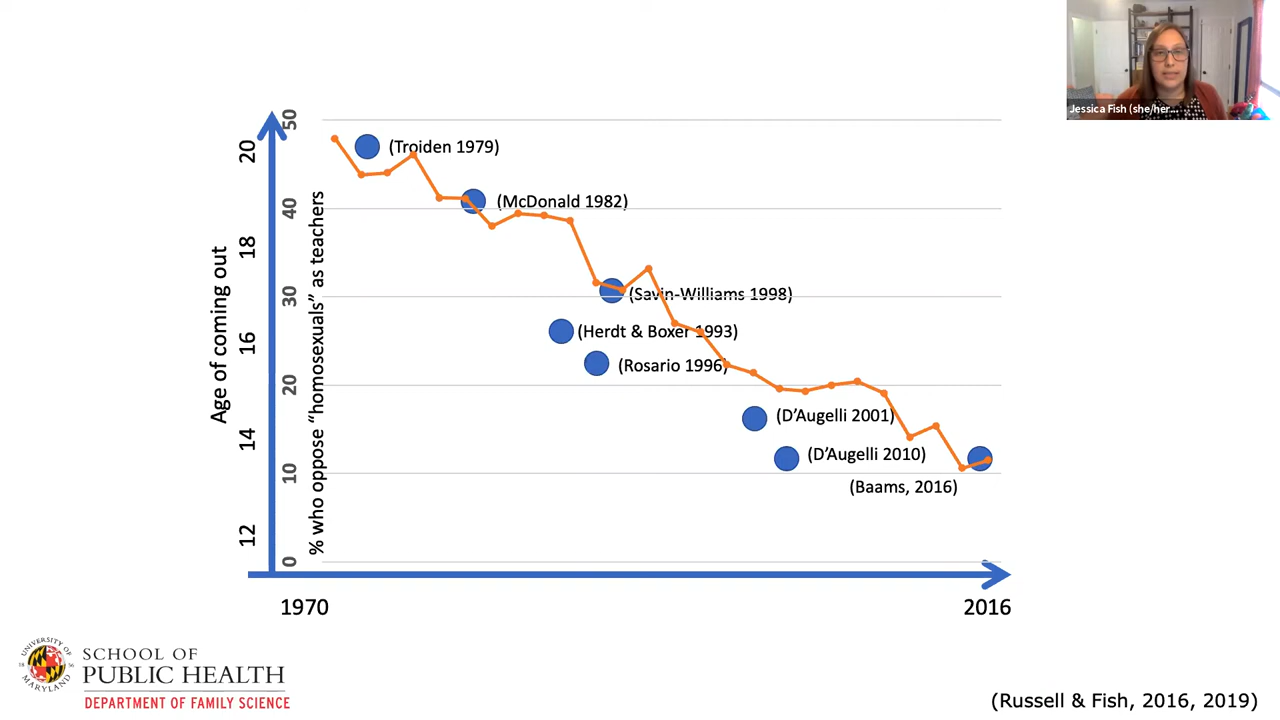 Jessica Fish (she/her...
50
40
30
20
10
0
20
18
16
14
12
Age of coming out
% who oppose “homosexuals” as teachers
(Troiden 1979)
(McDonald 1982)
(Savin-Williams 1998)
(Herdt & Boxer 1993)
(Rosario 1996)
(D’Augelli 2001)
(D’Augelli 2010)
(Baams, 2016)
1970
2016
UNIVERSITY OF
MARYLAND
18
56
SCHOOL OF
PUBLIC HEALTH
DEPARTMENT OF FAMILY SCIENCE
(Russell & Fish, 2016, 2019)